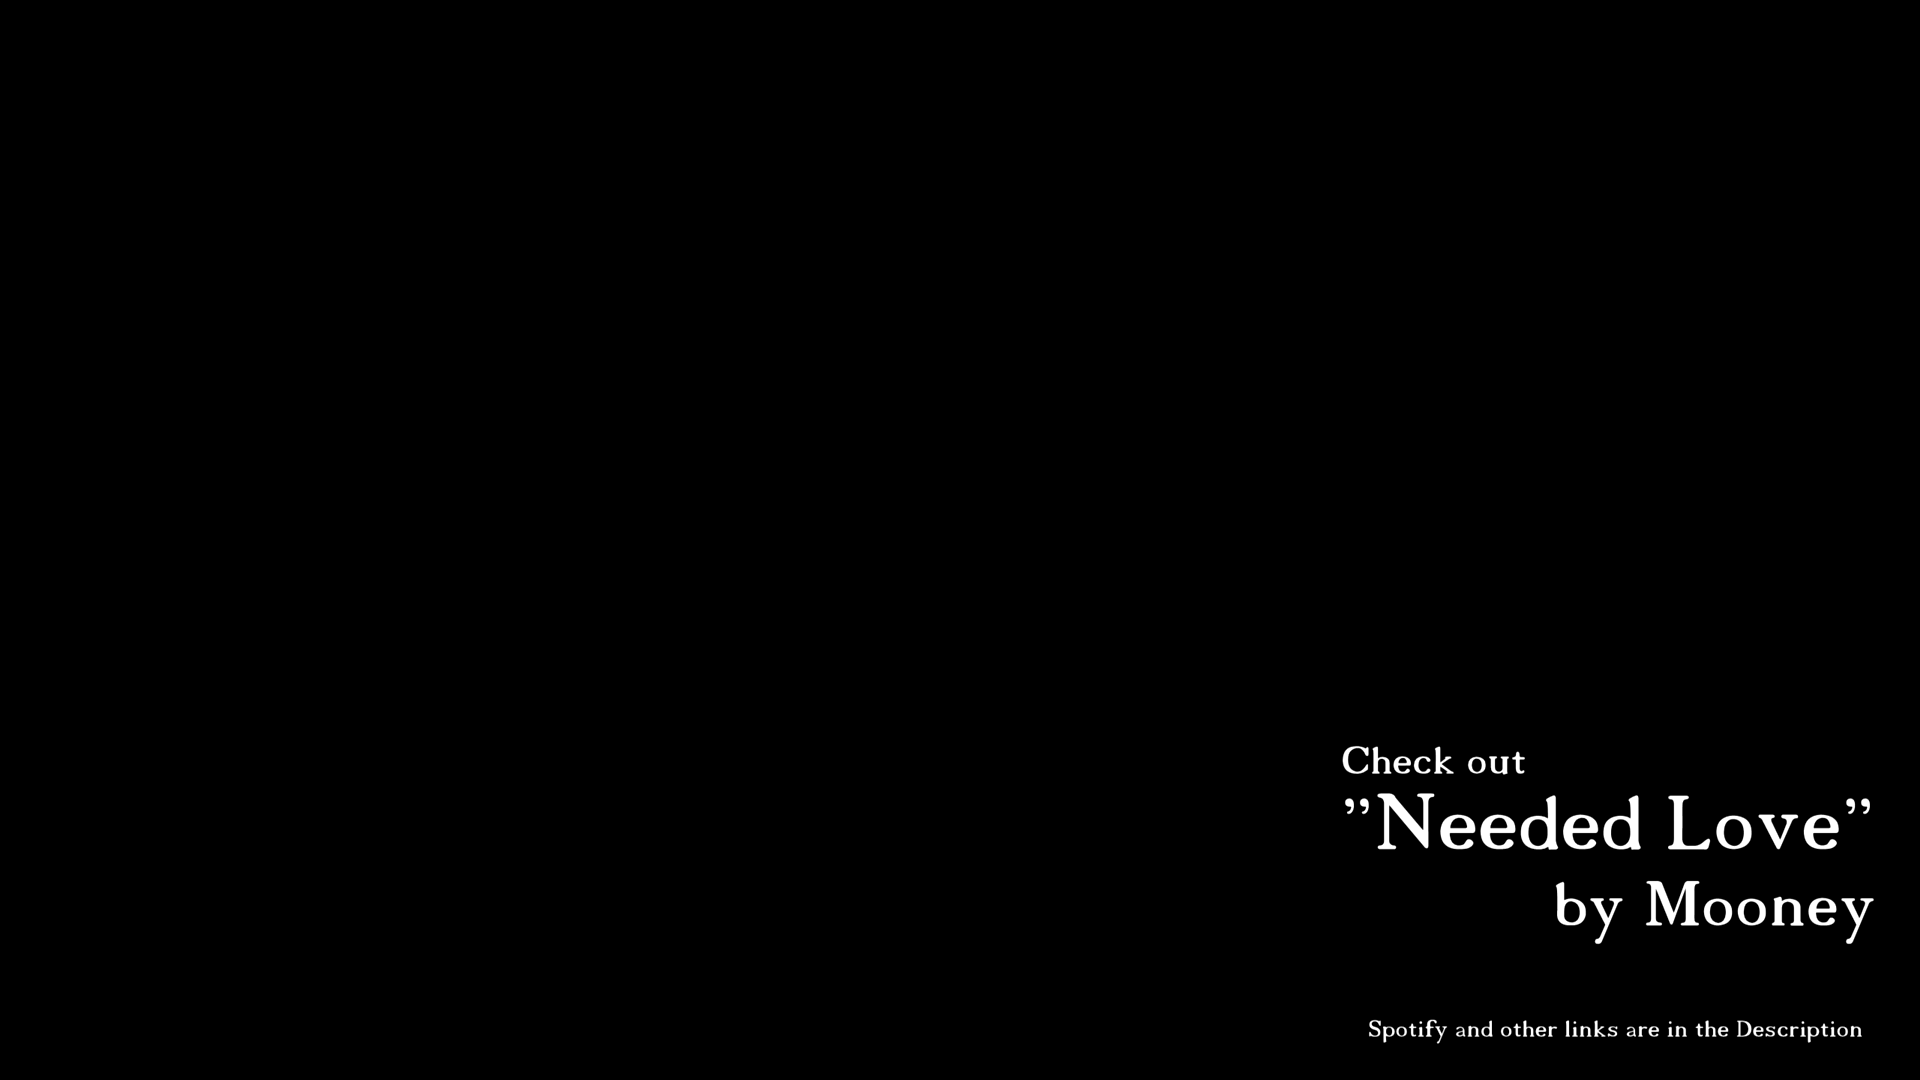 Check out
”Needed Love”
by Mooney
Spotify and other links are in the Description